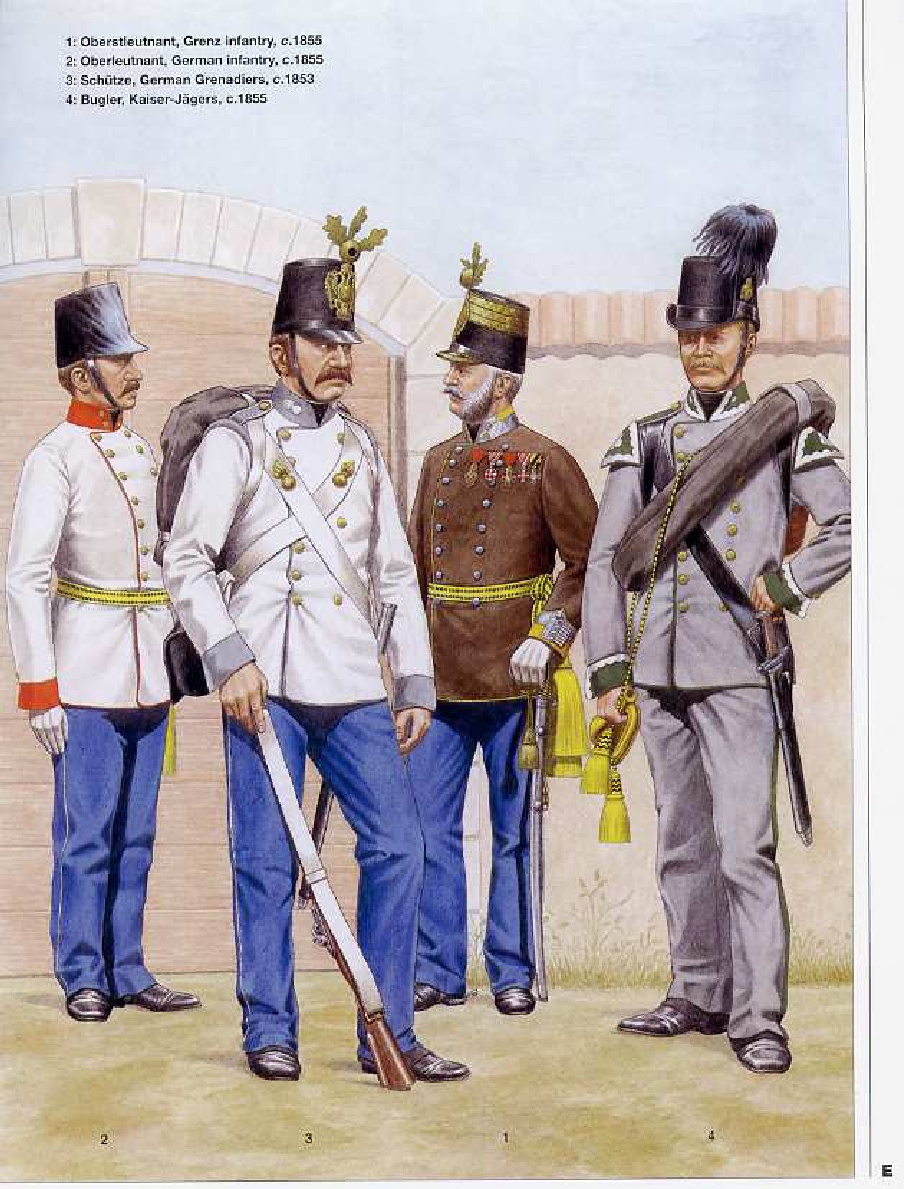 1: Oberstleutnant, Grenz infantry, c.1855
2: Oberleutnant, German infantry, c.1855
3: Schütze, German Grenadiers, c.1853
4: Bugler, Kaiser-Jägers, c.1855
2 3 1 4
E